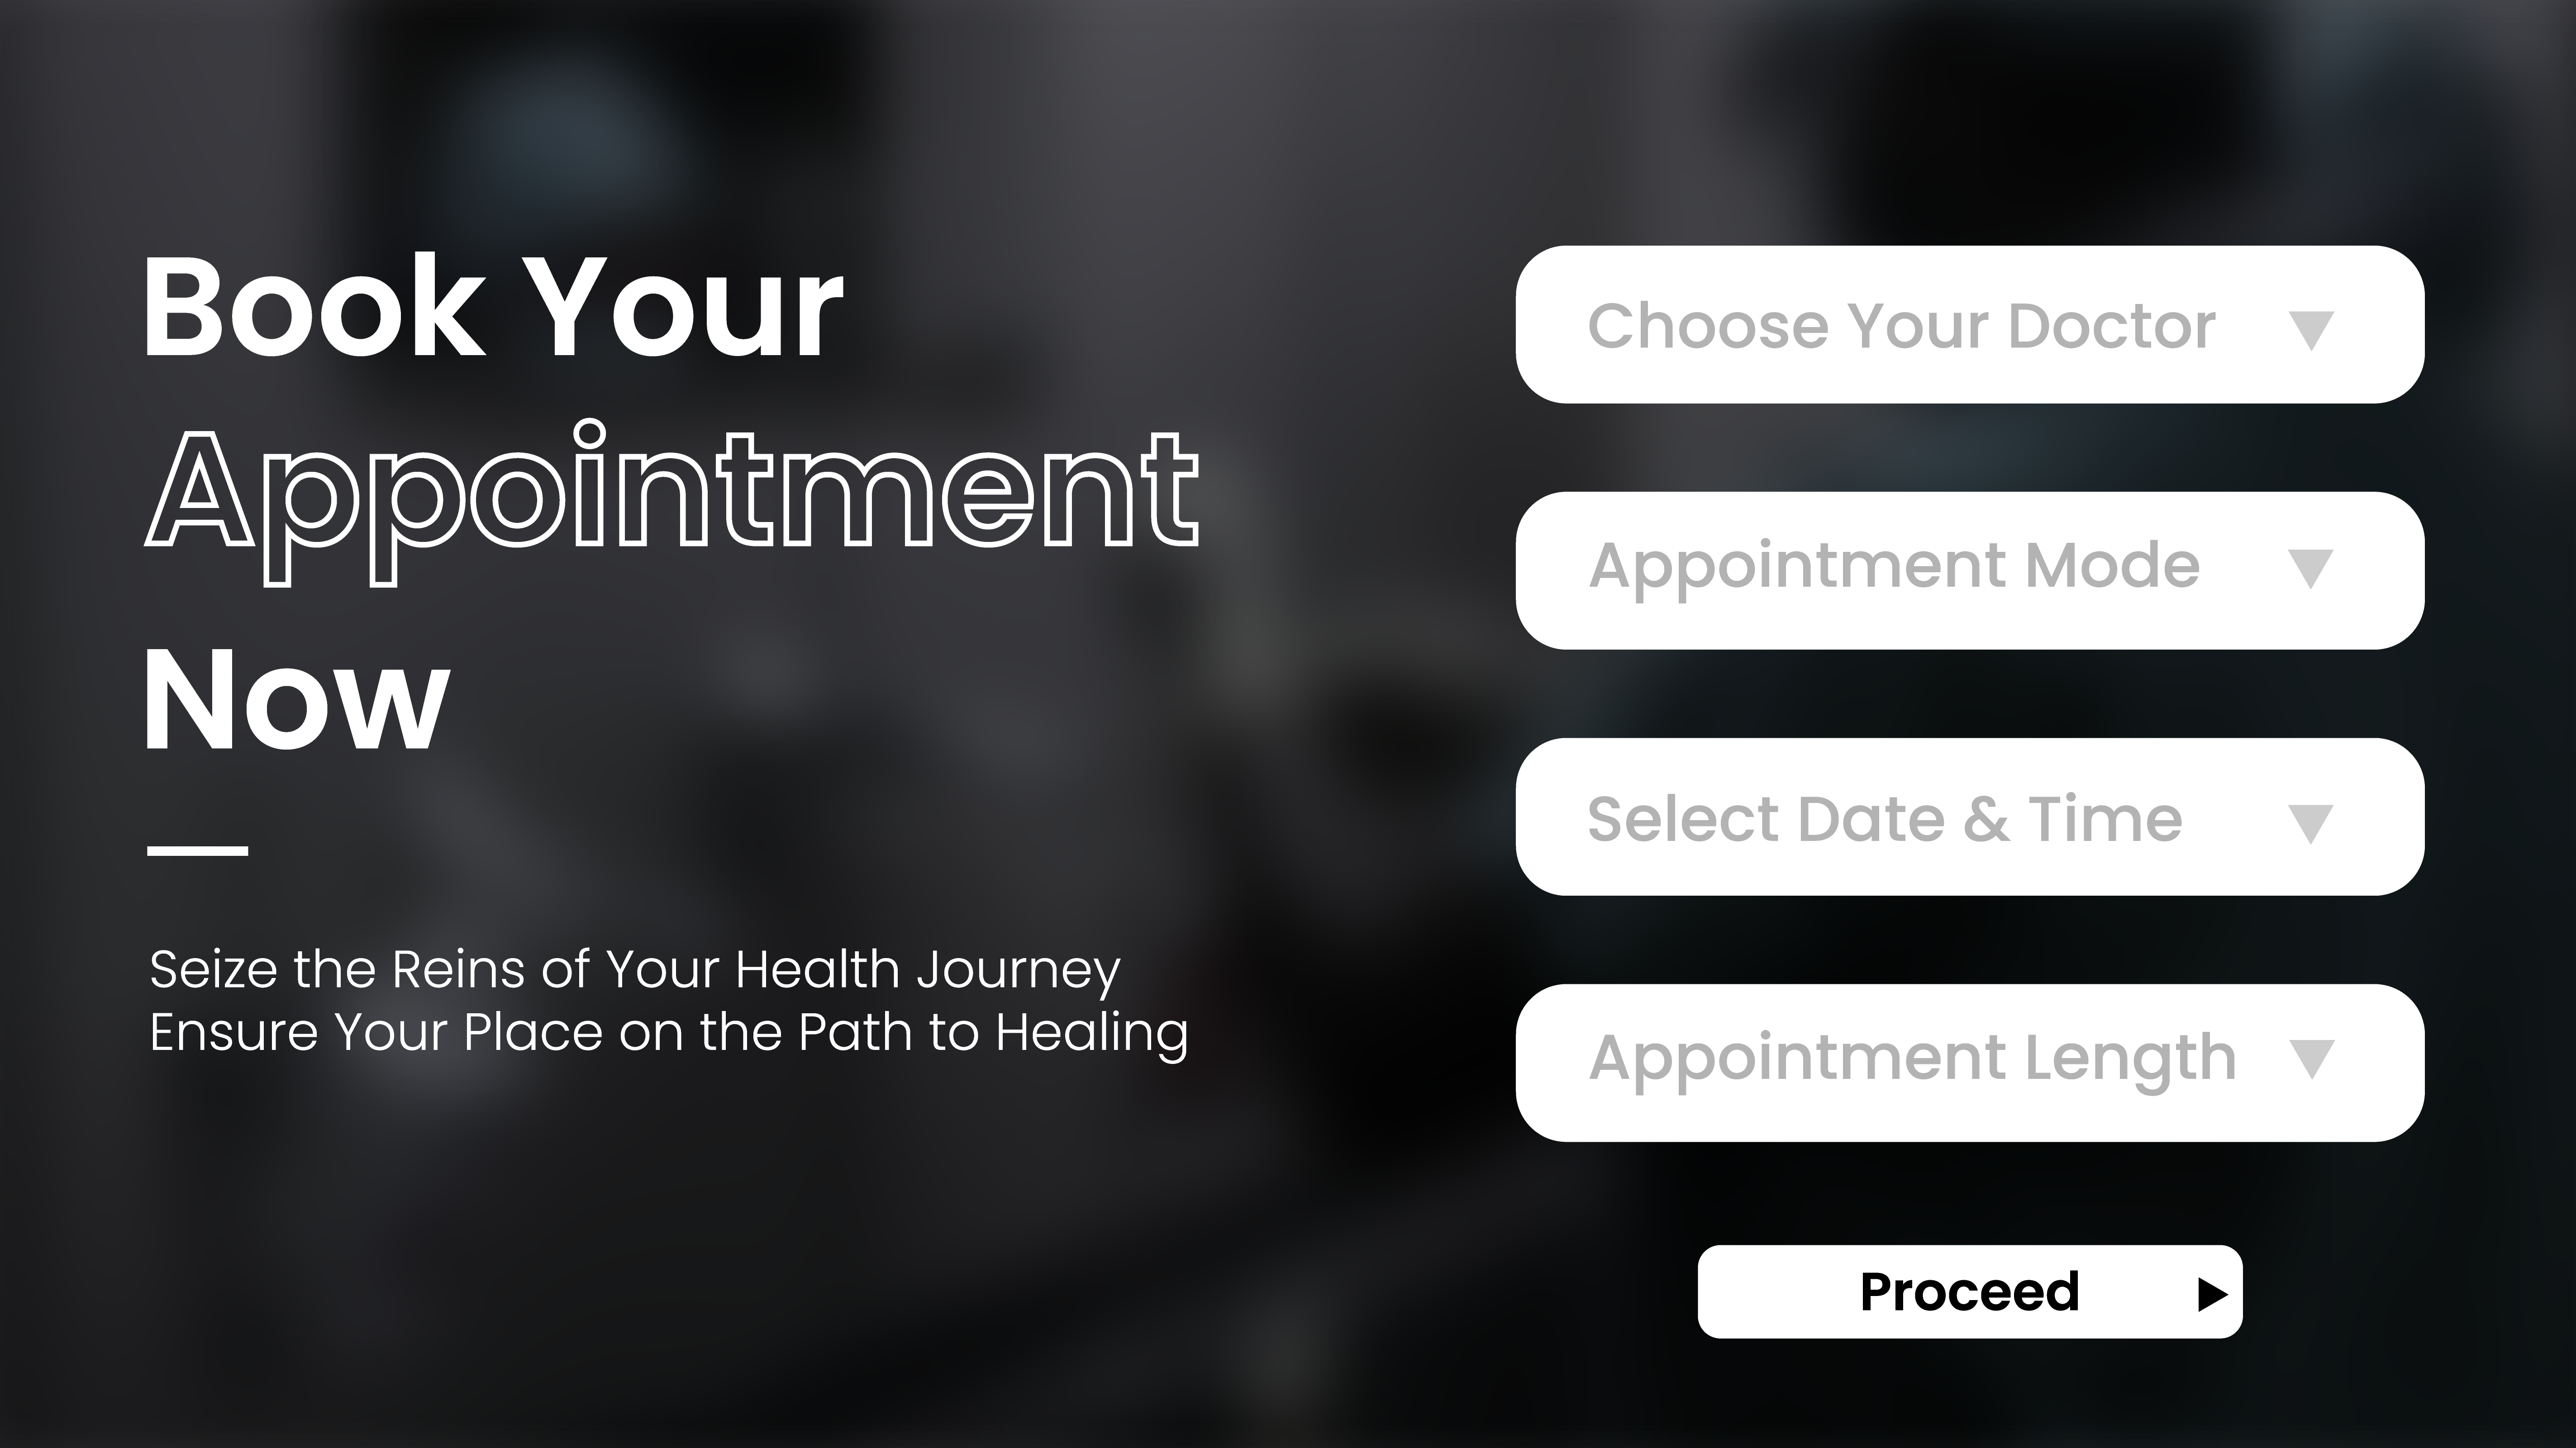 Book Your
Appointment
Now
Seize the Reins of Your Health Journey
Ensure Your Place on the Path to Healing
Choose Your Doctor
Appointment Mode
Select Date & Time
Appointment Length
Proceed